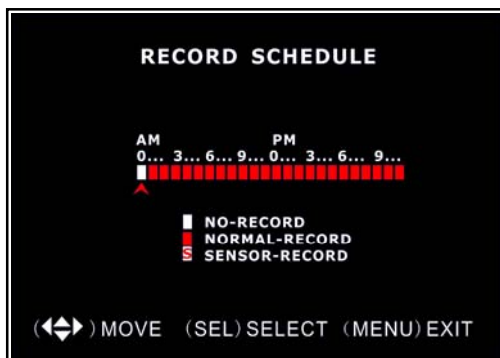 RECORD SCHEDULE
AM PM
0... 3... 6... 9... 0... 3... 6... 9...
NO-RECORD
NORMAL-RECORD
S SENSOR-RECORD
( ) MOVE (SEL) SELECT (MENU) EXIT